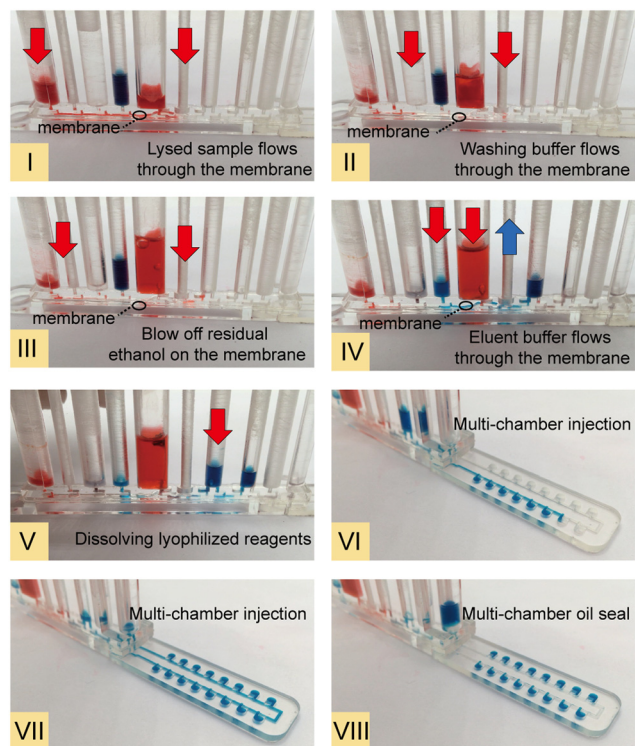 membrane
Lysed sample flows
through the membrane
I
membrane
Washing buffer flows
through the membrane
II
membrane
Blow off residual
ethanol on the membrane
III
membrane
Eluent buffer flows
through the membrane
IV
Dissolving lyophilized reagents
V
Multi-chamber injection
VI
Multi-chamber injection
VII
Multi-chamber oil seal
VIII